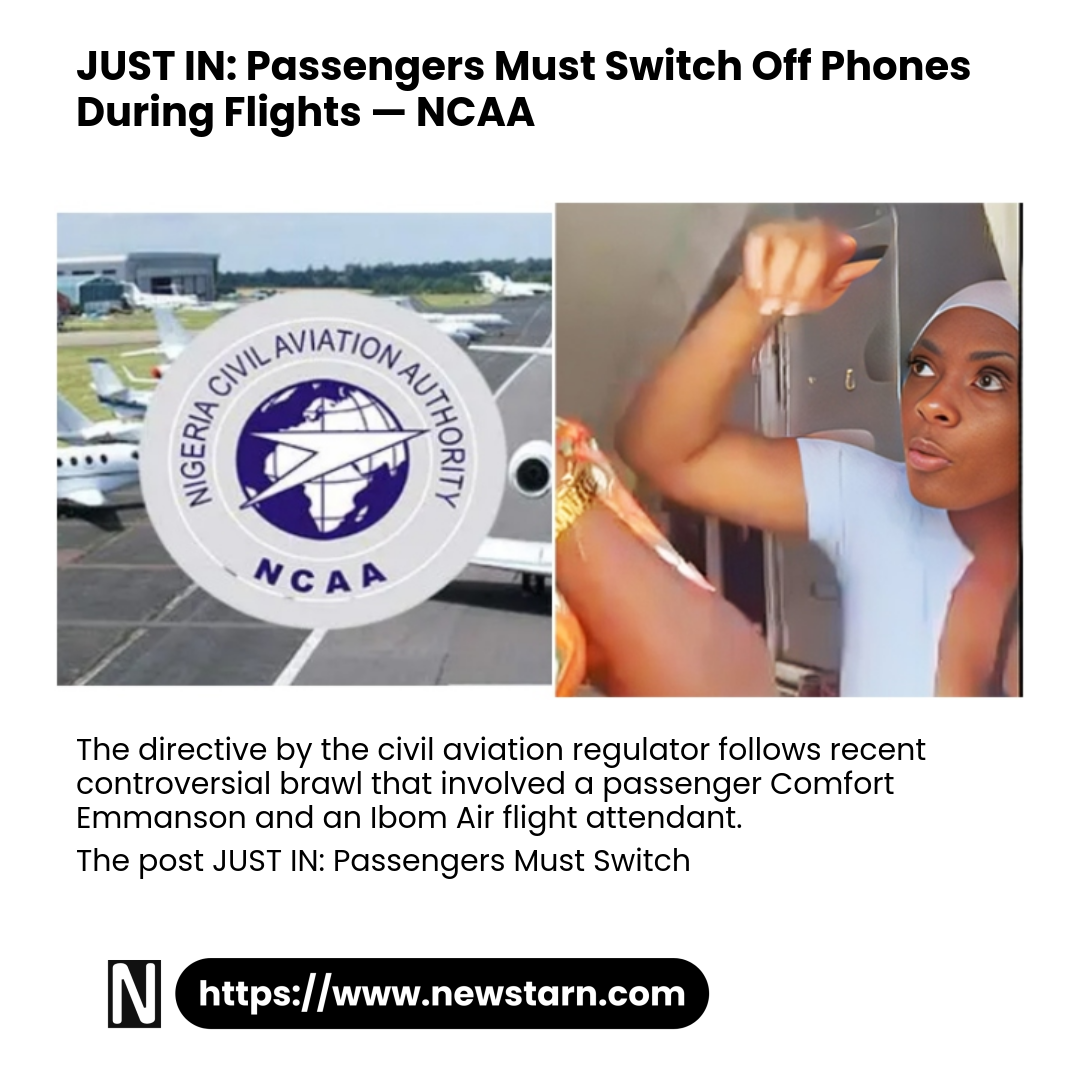 JUST IN: Passengers Must Switch Off Phones
During Flights — NCAA
NIGERIA CIVIL AVIATION AUTHORITY
NCAA
The directive by the civil aviation regulator follows recent
controversial brawl that involved a passenger Comfort
Emmanson and an Ibom Air flight attendant.
The post JUST IN: Passengers Must Switch
N
https://www.newstarn.com